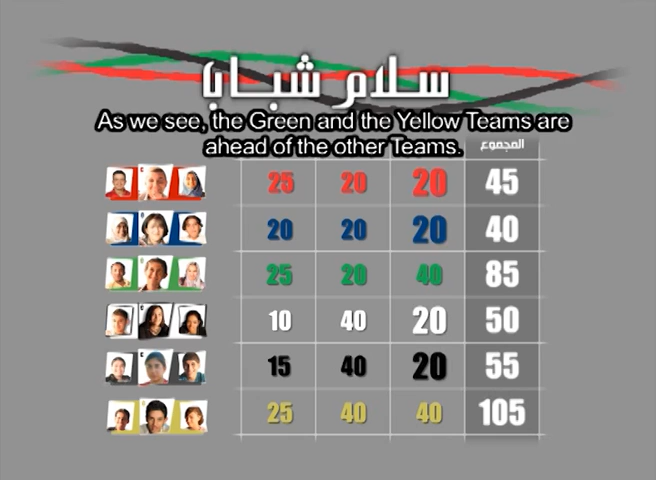 سلام شباب
As we see, the Green and the Yellow Teams are
ahead of the other Teams.
المجموع
25 20 20 45
20 20 20 40
25 20 40 85
10 40 20 50
15 40 20 55
25 40 40 105